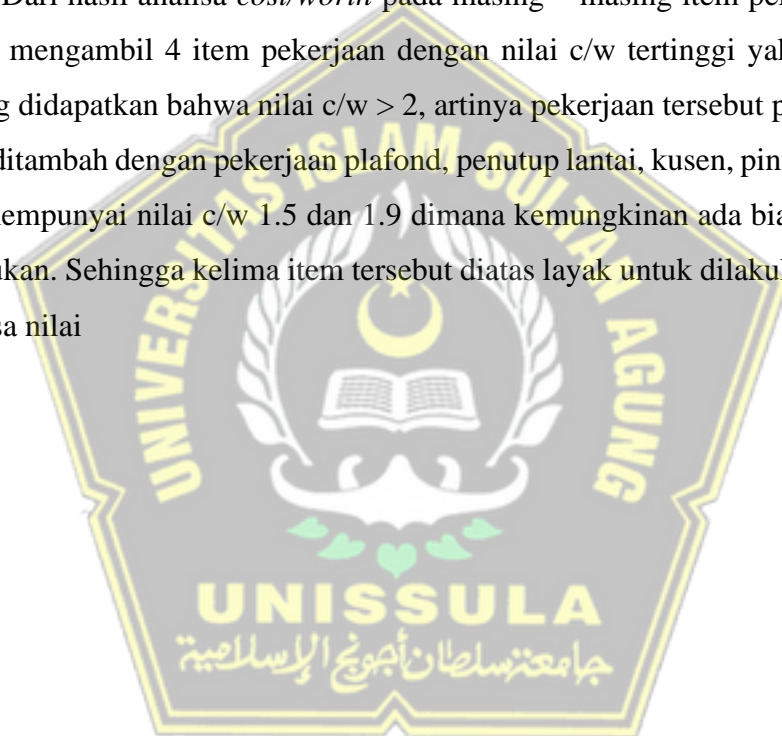 Dari hasil analisa cost/worth pada masing – masing item pe
mengambil 4 item pekerjaan dengan nilai c/w tertinggi ya
g didapatkan bahwa nilai c/w > 2, artinya pekerjaan tersebut p
ditambah dengan pekerjaan plafond, penutup lantai, kusen, pin
mempunyai nilai c/w 1.5 dan 1.9 dimana kemungkinan ada bia
ukan. Sehingga kelima item tersebut diatas layak untuk dilaku
sa nilai
UNIVERSITAS ISLAM SULTAN AGUNG
UNISSULA
جامعة سلطان أجونج الإسلامية